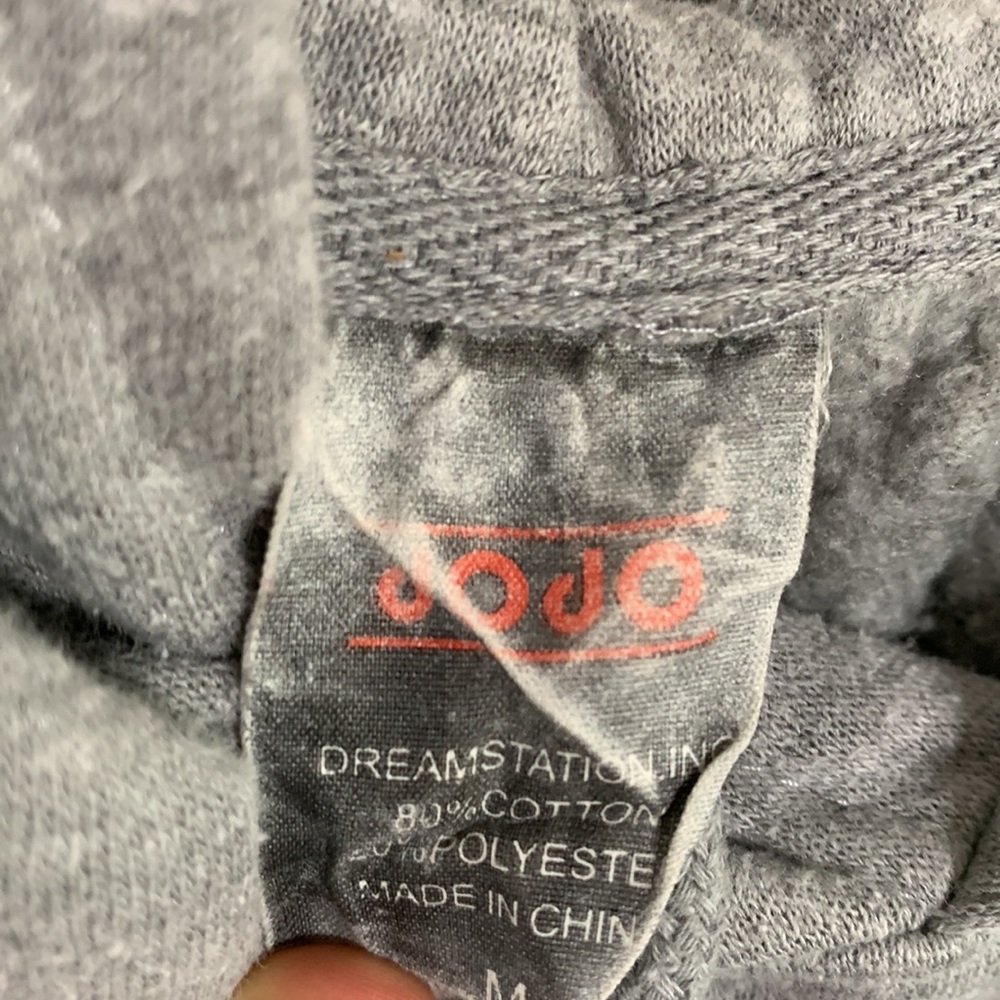 JOJO
DREAMSTATION.INC
80%COTTON
20%POLYESTE
MADE IN CHIN
M